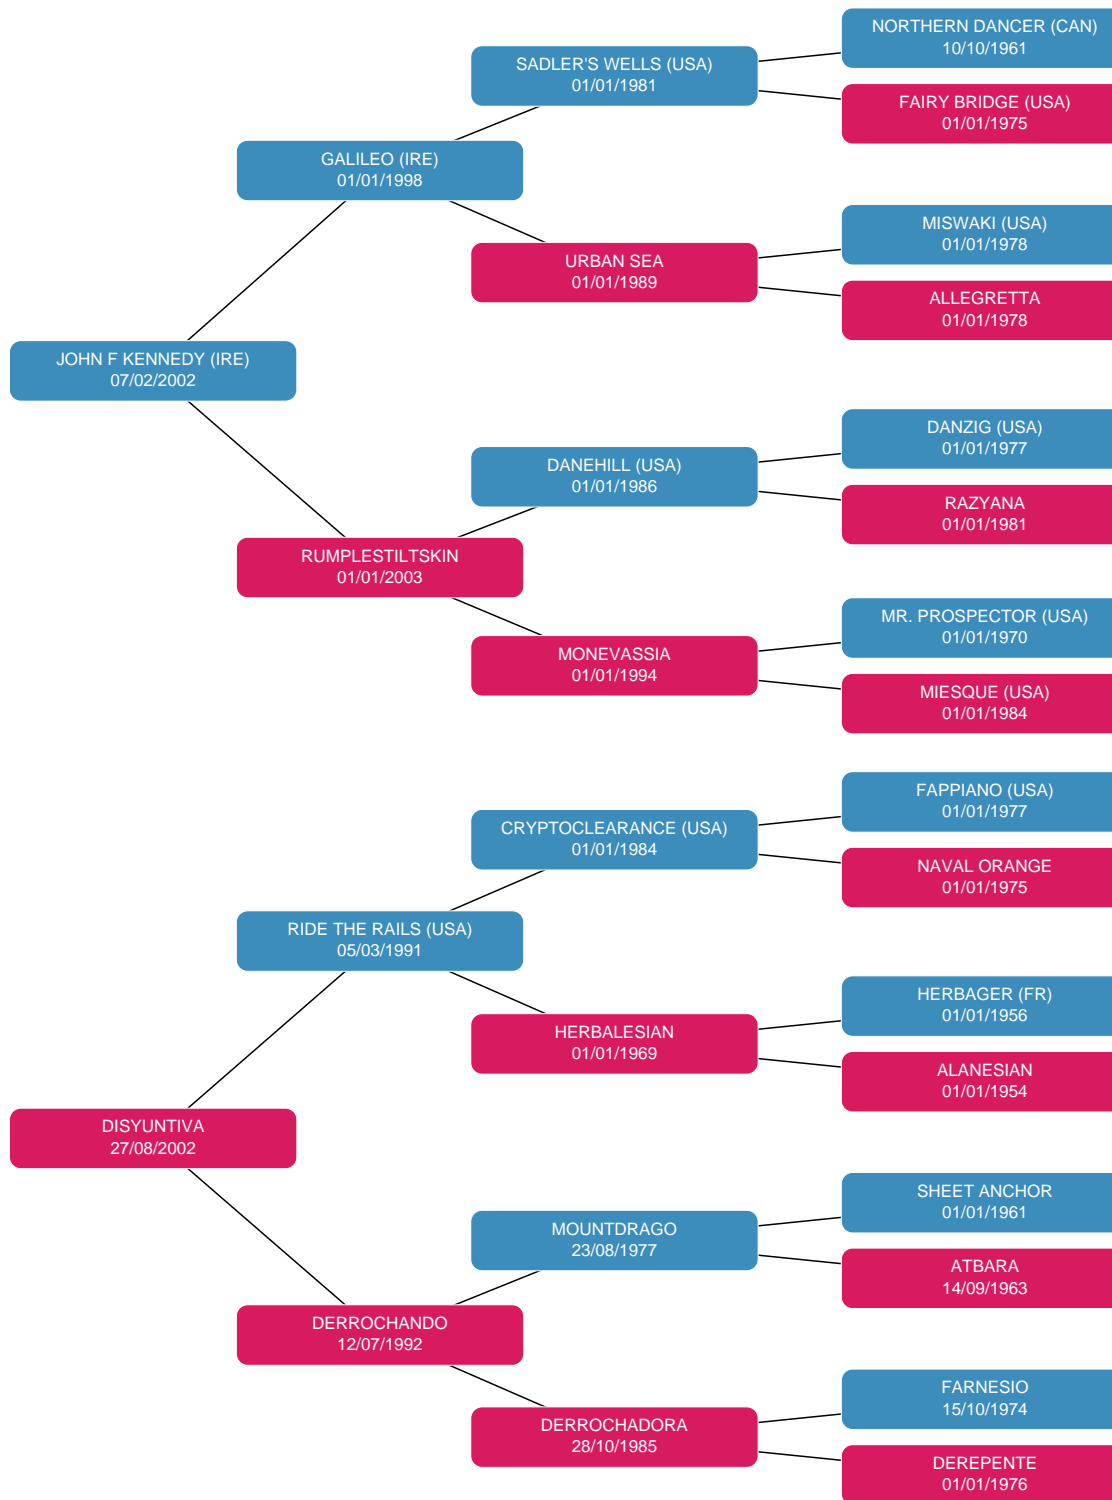 NORTHERN DANCER (CAN)
10/10/1961
SADLER'S WELLS (USA)
01/01/1981
FAIRY BRIDGE (USA)
01/01/1975
GALILEO (IRE)
01/01/1998
MISWAKI (USA)
01/01/1978
URBAN SEA
01/01/1989
ALLEGRETTA
01/01/1978
JOHN F KENNEDY (IRE)
07/02/2002
DANZIG (USA)
01/01/1977
DANEHILL (USA)
01/01/1986
RAZYANA
01/01/1981
RUMPLESTILTSKIN
01/01/2003
MR. PROSPECTOR (USA)
01/01/1970
MONEVASSIA
01/01/1994
MIESQUE (USA)
01/01/1984
FAPPIANO (USA)
01/01/1977
CRYPTOCLEARANCE (USA)
01/01/1984
NAVAL ORANGE
01/01/1975
RIDE THE RAILS (USA)
05/03/1991
HERBAGER (FR)
01/01/1956
HERBALESIAN
01/01/1969
ALANESIAN
01/01/1954
DISYUNTIVA
27/08/2002
SHEET ANCHOR
01/01/1961
MOUNTDRAGO
23/08/1977
ATBARA
14/09/1963
DERROCHANDO
12/07/1992
FARNESIO
15/10/1974
DERROCHADORA
28/10/1985
DEREPENTE
01/01/1976